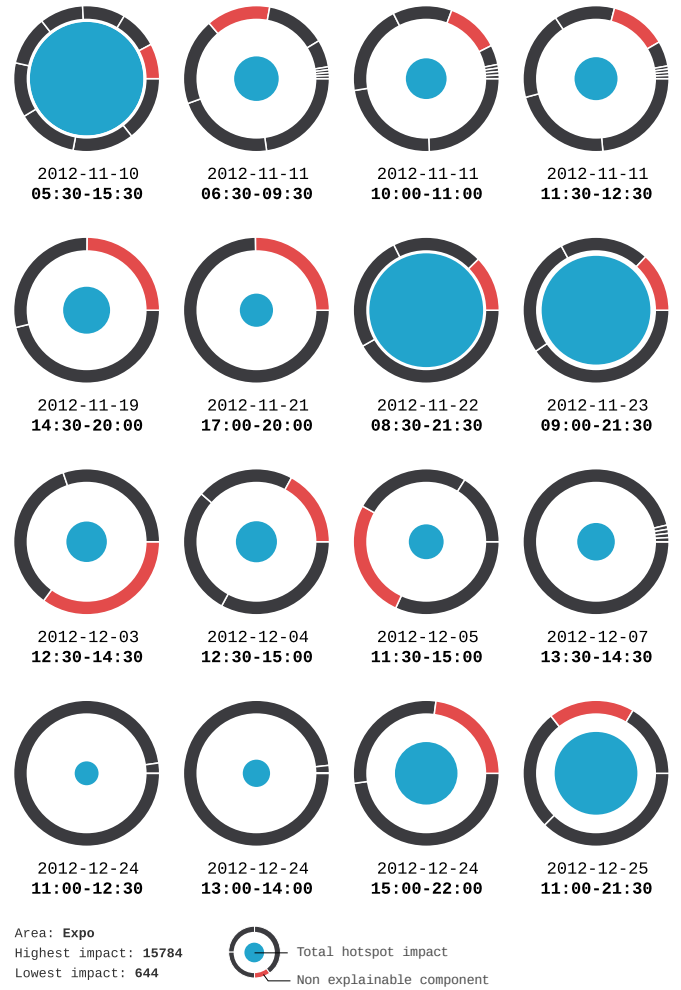 2012-11-10 2012-11-11 2012-11-11 2012-11-11
05:30-15:30 06:30-09:30 10:00-11:00 11:30-12:30
2012-11-19 2012-11-21 2012-11-22 2012-11-23
14:30-20:00 17:00-20:00 08:30-21:30 09:00-21:30
2012-12-03 2012-12-04 2012-12-05 2012-12-07
12:30-14:30 12:30-15:00 11:30-15:00 13:30-14:30
2012-12-24 2012-12-24 2012-12-24 2012-12-25
11:00-12:30 13:00-14:00 15:00-22:00 11:00-21:30
Area: Expo
Highest impact: 15784
Lowest impact: 644
Total hotspot impact
Non explainable component